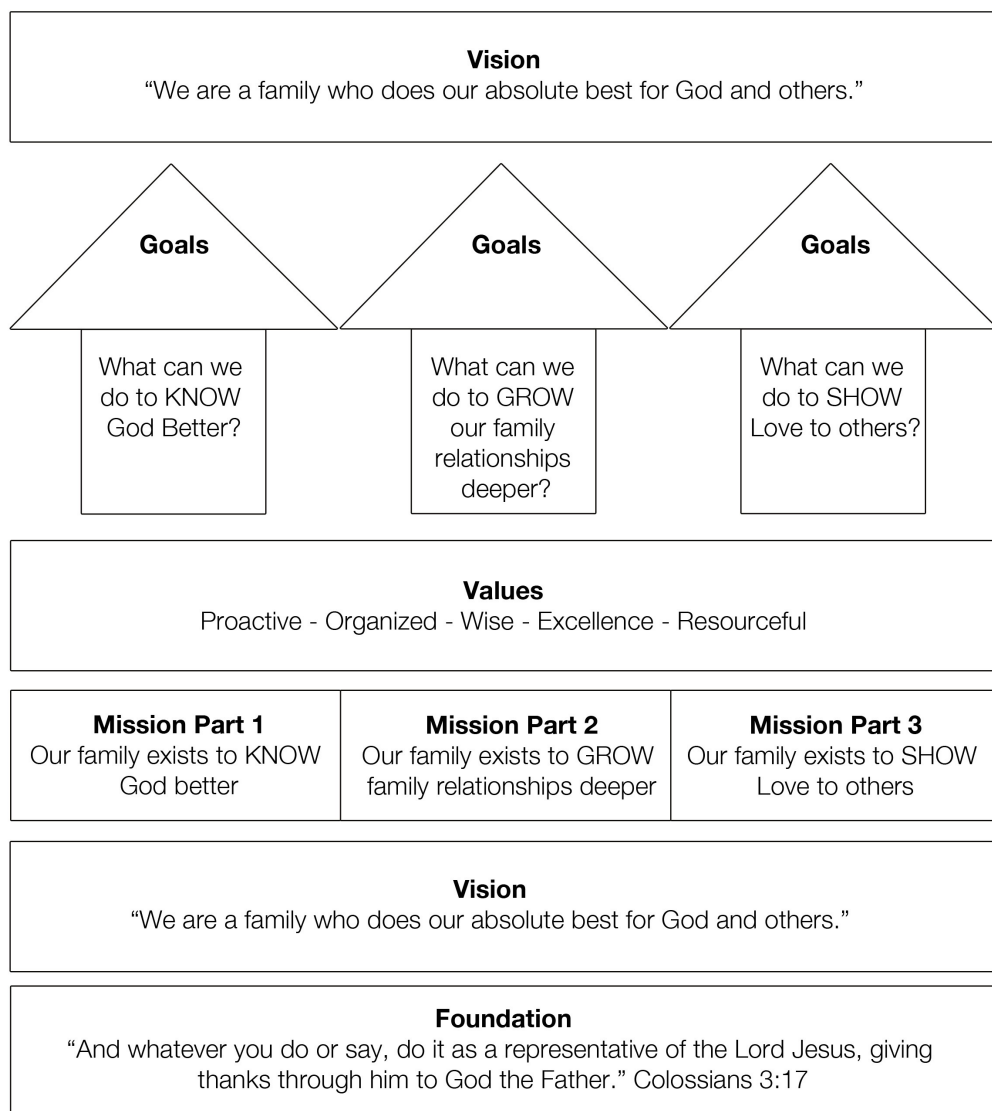 Vision
“We are a family who does our absolute best for God and others.”
Goals
What can we
do to KNOW
God Better?
Goals
What can we
do to GROW
our family
relationships
deeper?
Goals
What can we
do to SHOW
Love to others?
Values
Proactive - Organized - Wise - Excellence - Resourceful
Mission Part 1
Our family exists to KNOW
God better
Mission Part 2
Our family exists to GROW
family relationships deeper
Mission Part 3
Our family exists to SHOW
Love to others
Vision
“We are a family who does our absolute best for God and others.”
Foundation
“And whatever you do or say, do it as a representative of the Lord Jesus, giving
thanks through him to God the Father.” Colossians 3:17